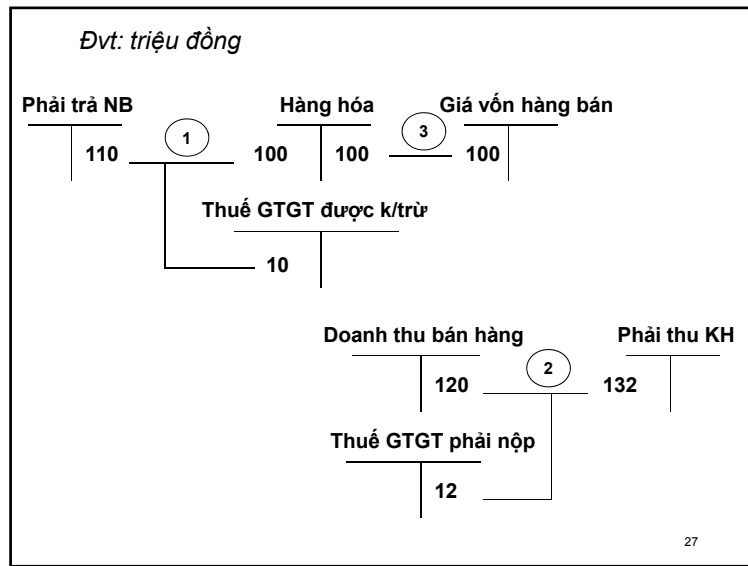 Đvt: triệu đồng
Phải trả NB Hàng hóa Giá vốn hàng bán
1 3
110 100 100 100
Thuế GTGT được k/trừ
10
Doanh thu bán hàng Phải thu KH
2
120 132
Thuế GTGT phải nộp
12
27